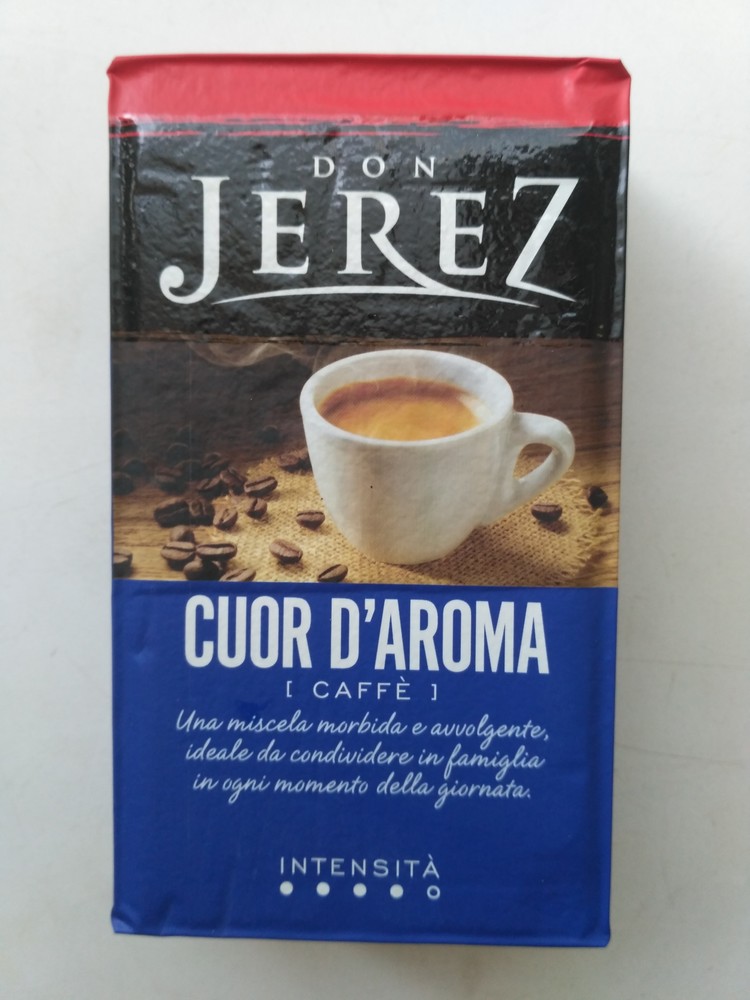 DON
JEREZ
CUOR D'AROMA
[ CAFFÈ ]
Una miscela morbida e avvolgente,
ideale da condividere in famiglia
in ogni momento della giornata.
INTENSITÀ